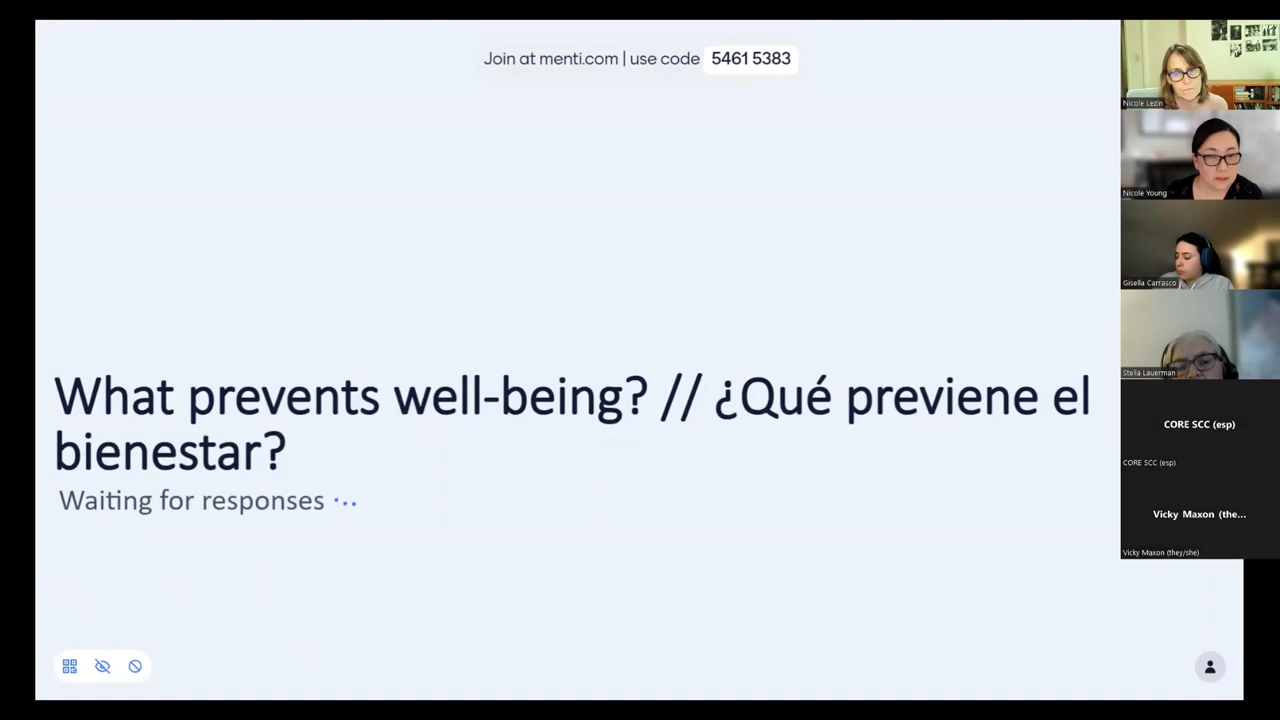 Join at menti.com | use code 5461 5383
What prevents well-being? // ¿Qué previene el
bienestar?
Waiting for responses
Nicole Lezin
Nicole Young
Gisella Carrasco
Stella Lauerman
CORE SCC (esp)
CORE SCC (esp)
Vicky Maxon (the...
Vicky Maxon (they/she)